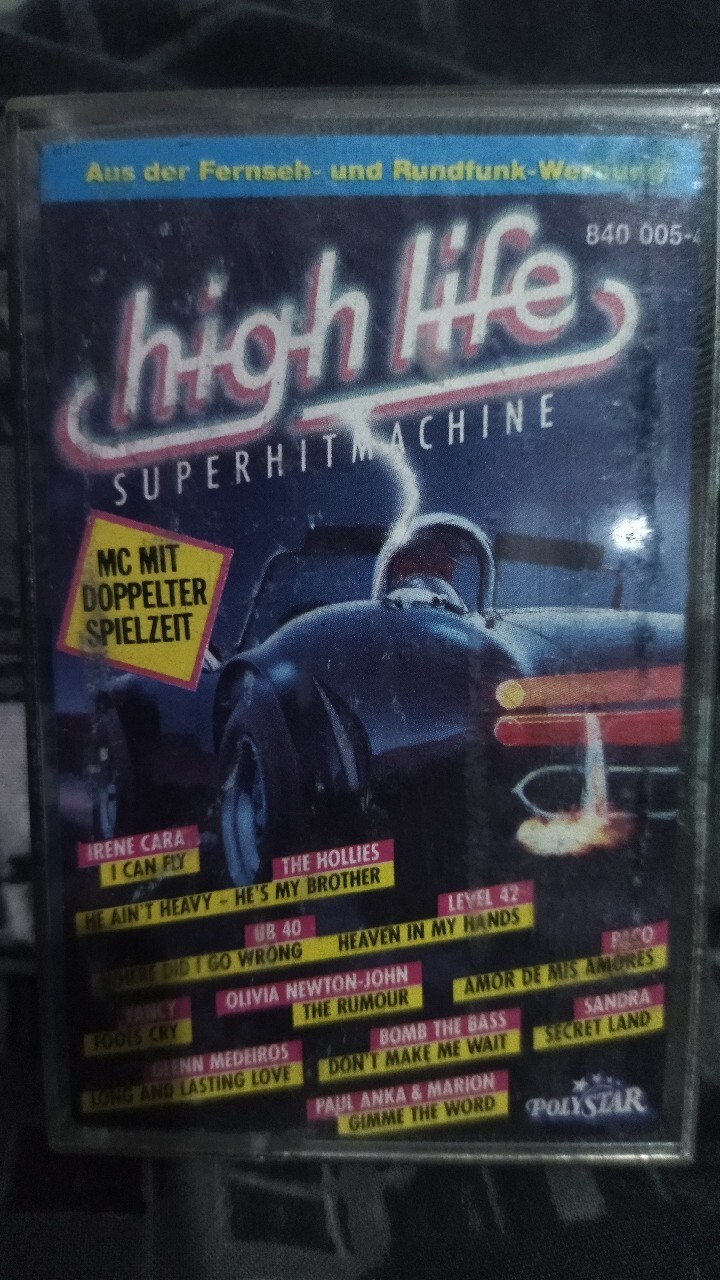 Aus der Fernseh- und Rundfunk-Werbung
840 005-4
high life
SUPERHITMACHINE
MC MIT
DOPPELTER
SPIELZEIT
IRENE CARA
I CAN FLY
THE HOLLIES
HE AIN'T HEAVY - HE'S MY BROTHER
LEVEL 42
HEAVEN IN MY HANDS
UB 40
WHERE DID I GO WRONG
PACO
AMOR DE MIS AMORES
OLIVIA NEWTON-JOHN
THE RUMOUR
FANCY
FOOLS CRY
SANDRA
SECRET LAND
BOMB THE BASS
DON'T MAKE ME WAIT
GLENN MEDEIROS
LONG AND LASTING LOVE
PAUL ANKA & MARION
GIMME THE WORD
POLYSTAR